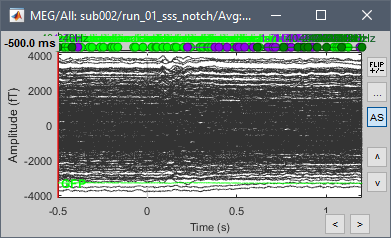 MEG/All: sub002/run_01_sss_notch/Avg:...
-500.0 ms
Amplitude (fT)
4000
2000
0
-2000
-4000
-0.5
0
0.5
1
Time (s)
FLIP
+/-
...
AS
^
v
<
>